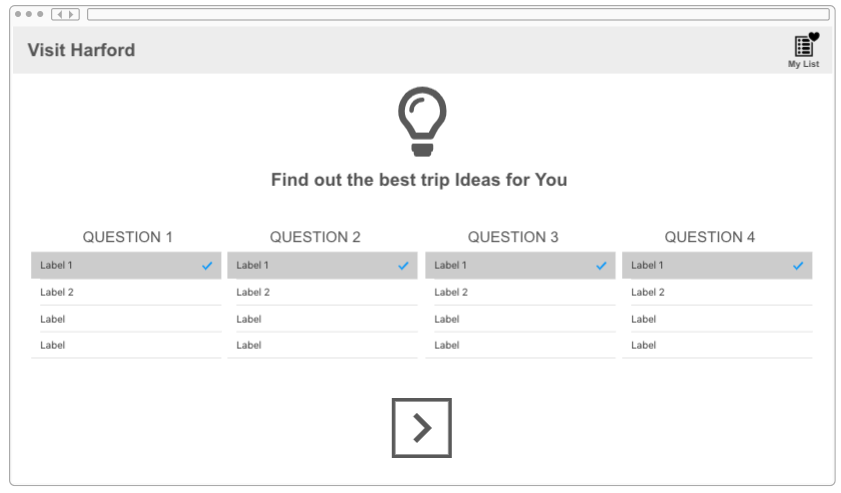 Visit Harford
My List
Find out the best trip Ideas for You
QUESTION 1
QUESTION 2
QUESTION 3
QUESTION 4
Label 1
Label 1
Label 1
Label 1
Label 2
Label 2
Label 2
Label 2
Label
Label
Label
Label
Label
Label
Label
Label